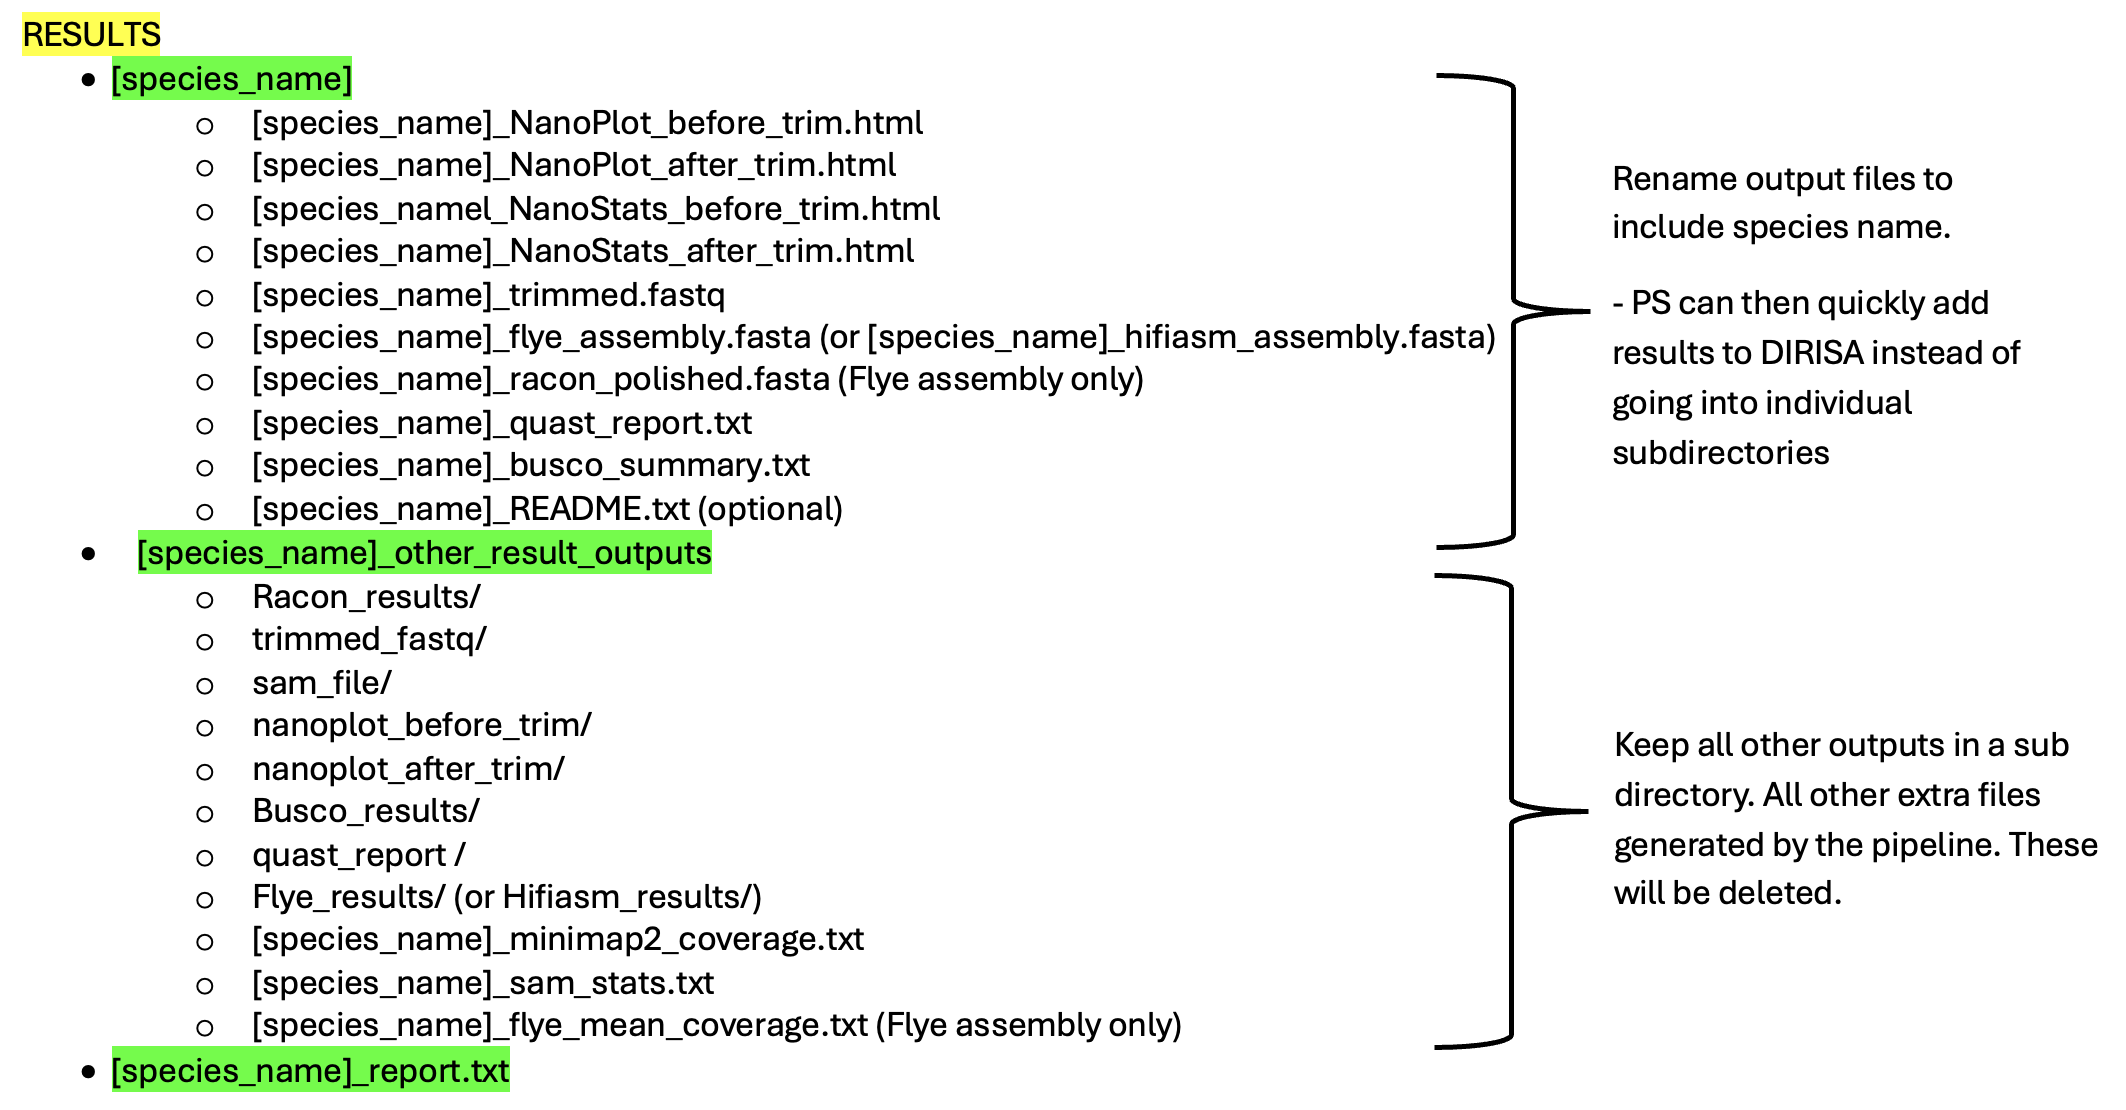 RESULTS
• [species_name]
○ [species_name]_NanoPlot_before_trim.html
○ [species_name]_NanoPlot_after_trim.html
○ [species_namel_NanoStats_before_trim.html
○ [species_name]_NanoStats_after_trim.html
○ [species_name]_trimmed.fastq
○ [species_name]_flye_assembly.fasta (or [species_name]_hifiasm_assembly.fasta)
○ [species_name]_racon_polished.fasta (Flye assembly only)
○ [species_name]_quast_report.txt
○ [species_name]_busco_summary.txt
○ [species_name]_README.txt (optional)
Rename output files to
include species name.
- PS can then quickly add
results to DIRISA instead of
going into individual
subdirectories
• [species_name]_other_result_outputs
○ Racon_results/
○ trimmed_fastq/
○ sam_file/
○ nanoplot_before_trim/
○ nanoplot_after_trim/
○ Busco_results/
○ quast_report /
○ Flye_results/ (or Hifiasm_results/)
○ [species_name]_minimap2_coverage.txt
○ [species_name]_sam_stats.txt
○ [species_name]_flye_mean_coverage.txt (Flye assembly only)
Keep all other outputs in a sub
directory. All other extra files
generated by the pipeline. These
will be deleted.
• [species_name]_report.txt